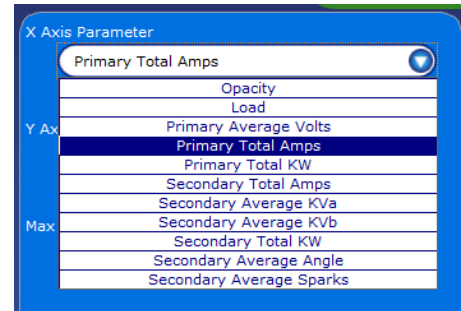 X Axis Parameter
Primary Total Amps
Opacity
Load
Y Ax
Primary Average Volts
Primary Total Amps
Primary Total KW
Secondary Total Amps
Secondary Average KVa
Max
Secondary Average KVb
Secondary Total KW
Secondary Average Angle
Secondary Average Sparks